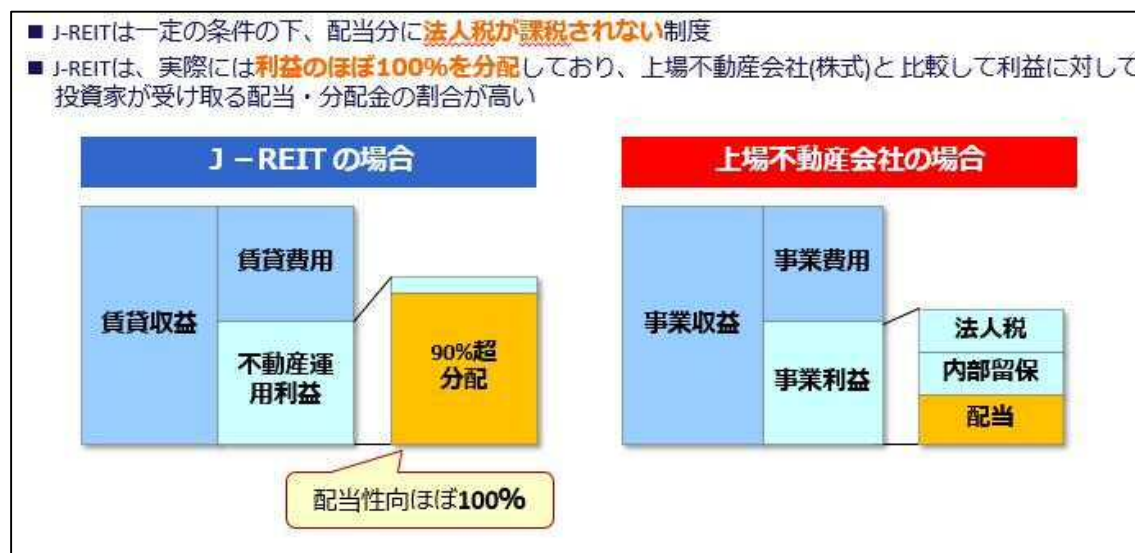 ■ J-REITは一定の条件の下、配当分に法人税が課税されない制度
■ J-REITは、実際には利益のほぼ100%を分配しており、上場不動産会社(株式)と比較して利益に対して
投資家が受け取る配当・分配金の割合が高い
J－REITの場合
上場不動産会社の場合
賃貸収益
賃貸費用
不動産運
用利益
90%超
分配
配当性向ほぼ100%
事業収益
事業費用
事業利益
法人税
内部留保
配当